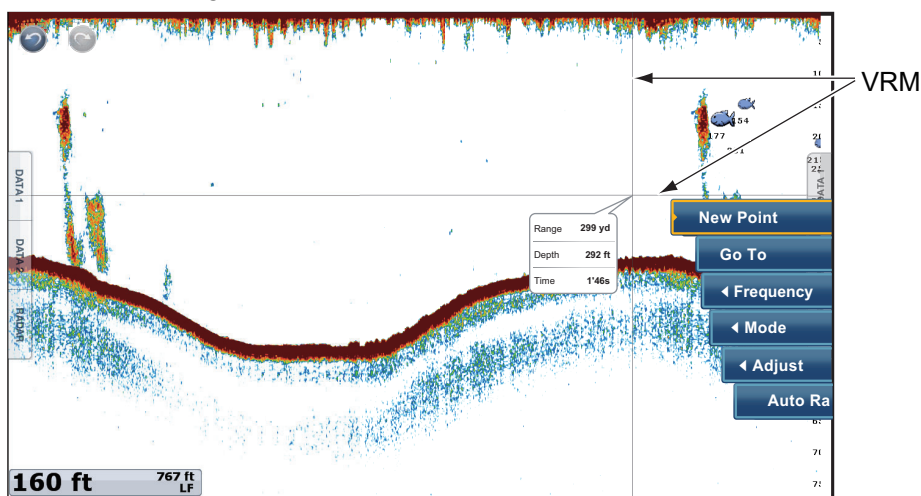 VRM
154
177
DATA 1
DATA 2
RADAR
Range 299 yd
Depth 292 ft
Time 1'46s
New Point
Go To
Frequency
Mode
Adjust
Auto Ra
160 ft
767 ft
LF